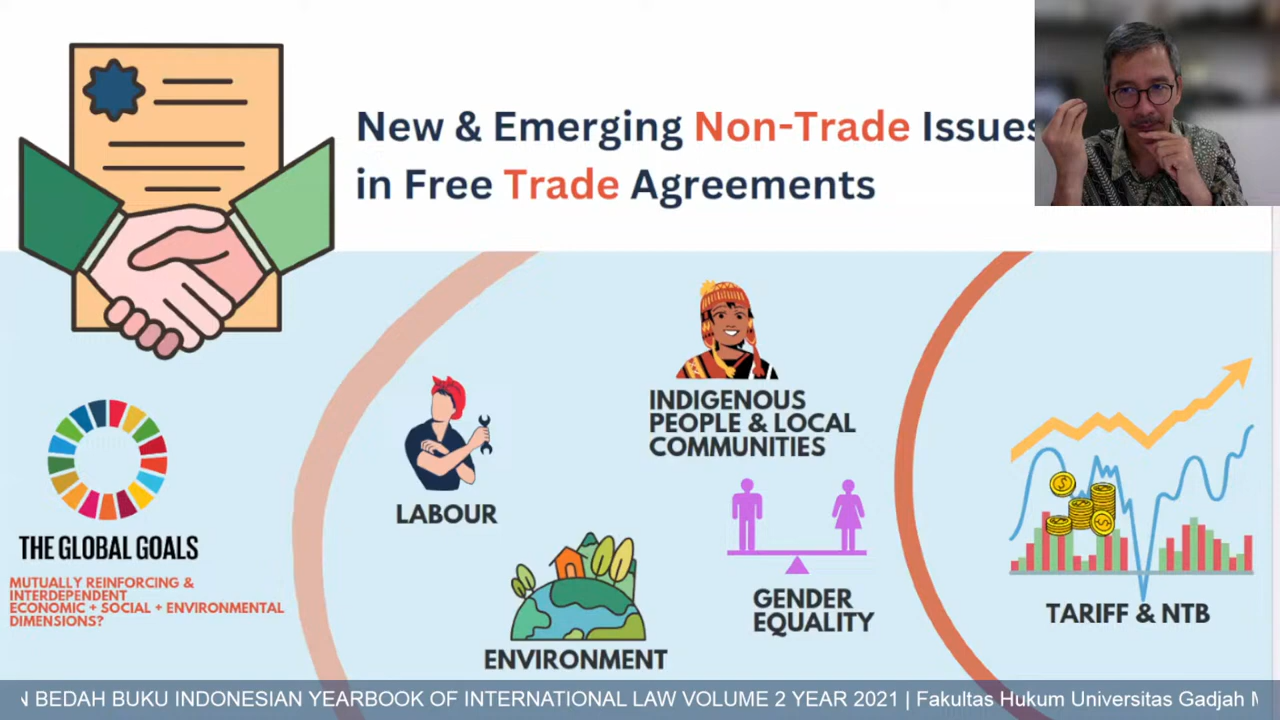 New & Emerging Non-Trade Issues
in Free Trade Agreements
THE GLOBAL GOALS
MUTUALLY REINFORCING &
INTERDEPENDENT
ECONOMIC + SOCIAL + ENVIRONMENTAL
DIMENSIONS?
LABOUR
INDIGENOUS
PEOPLE & LOCAL
COMMUNITIES
ENVIRONMENT
GENDER
EQUALITY
TARIFF & NTB
N BEDAH BUKU INDONESIAN YEARBOOK OF INTERNATIONAL LAW VOLUME 2 YEAR 2021 | Fakultas Hukum Universitas Gadjah